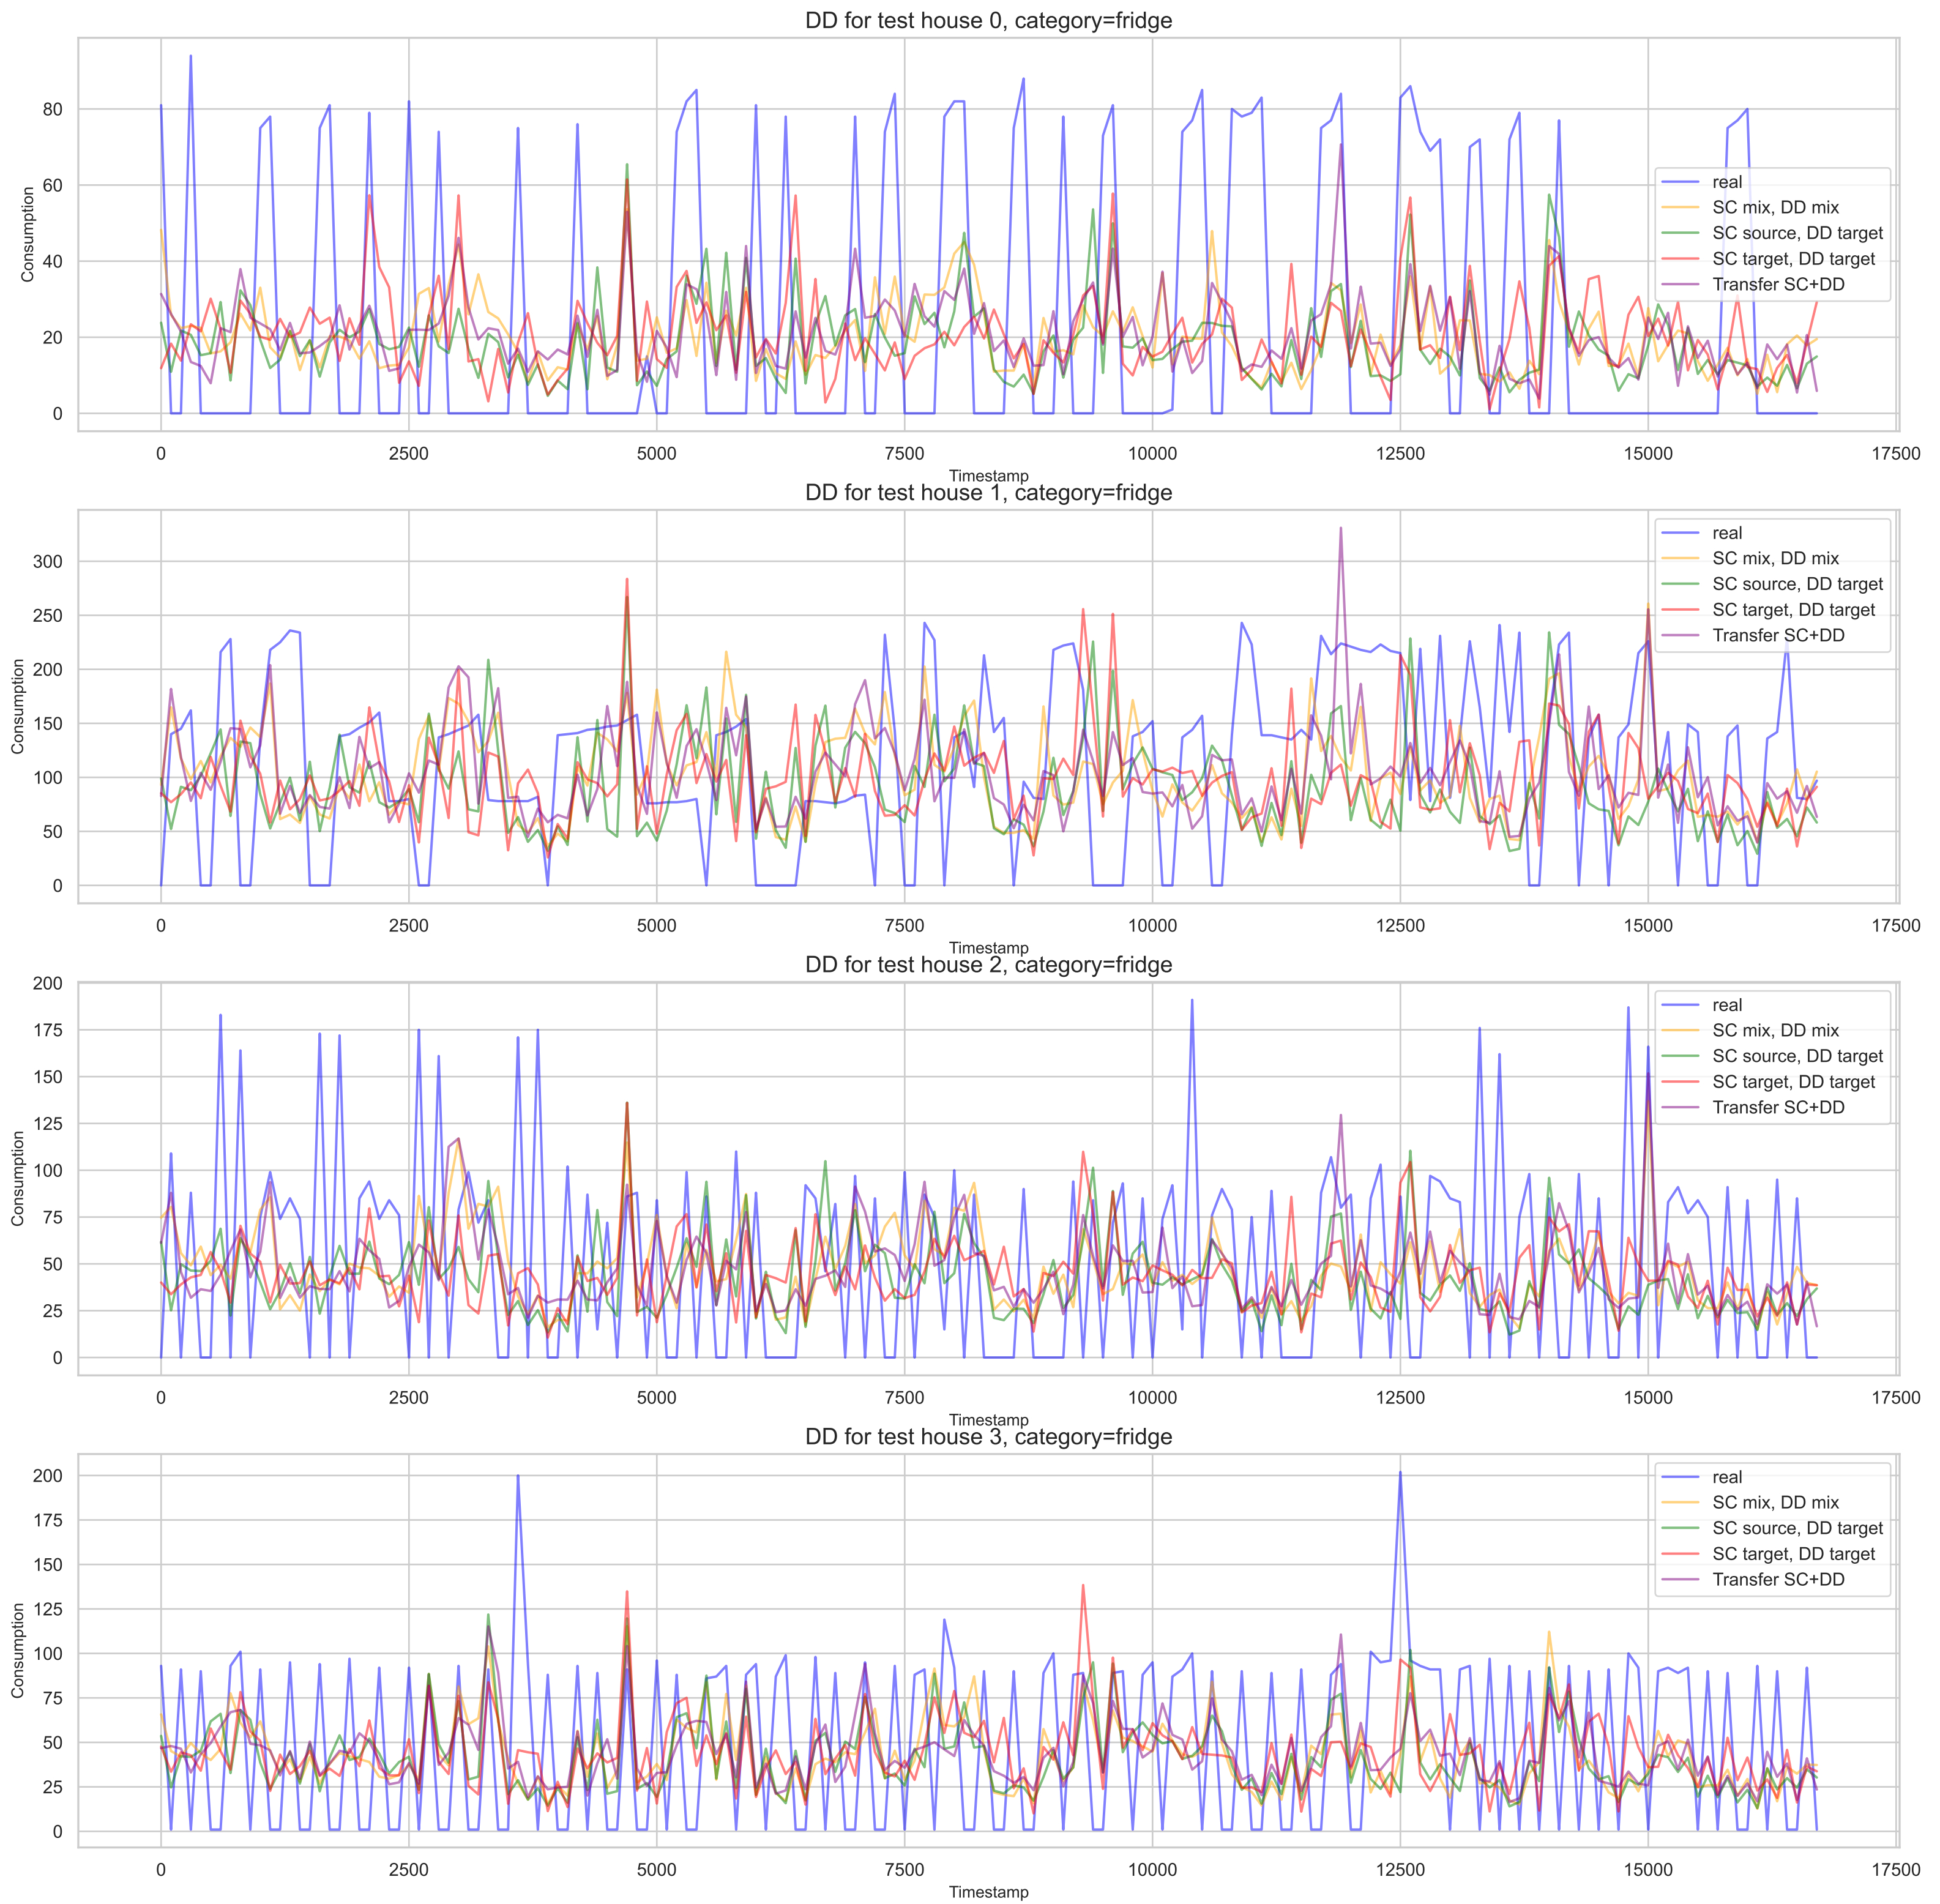 DD for test house 0, category=fridge
Consumption
80
60
40
20
0
real
SC mix, DD mix
SC source, DD target
SC target, DD target
Transfer SC+DD
0 2500 5000 7500 10000 12500 15000 17500
Timestamp
DD for test house 1, category=fridge
Consumption
300
250
200
150
100
50
0
real
SC mix, DD mix
SC source, DD target
SC target, DD target
Transfer SC+DD
0 2500 5000 7500 10000 12500 15000 17500
Timestamp
DD for test house 2, category=fridge
Consumption
200
175
150
125
100
75
50
25
0
real
SC mix, DD mix
SC source, DD target
SC target, DD target
Transfer SC+DD
0 2500 5000 7500 10000 12500 15000 17500
Timestamp
DD for test house 3, category=fridge
Consumption
200
175
150
125
100
75
50
25
0
real
SC mix, DD mix
SC source, DD target
SC target, DD target
Transfer SC+DD
0 2500 5000 7500 10000 12500 15000 17500
Timestamp